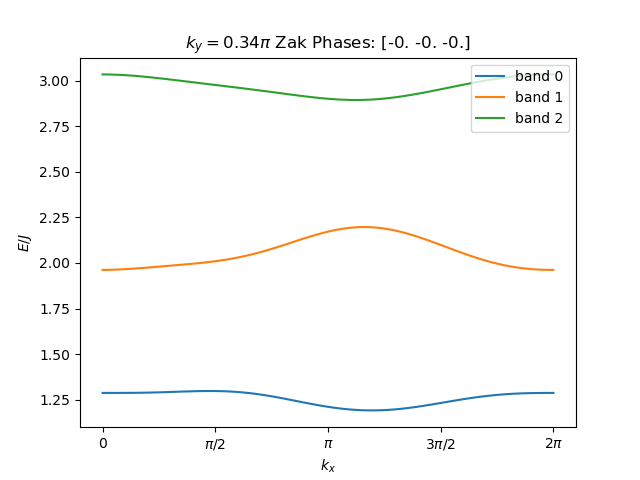 $k_y = 0.34\pi$ Zak Phases: [-0. -0. -0.]
band 0
band 1
band 2
3.00
2.75
2.50
2.25
2.00
1.75
1.50
1.25
E/J
0 π/2 π 3π/2 2π
$k_x$